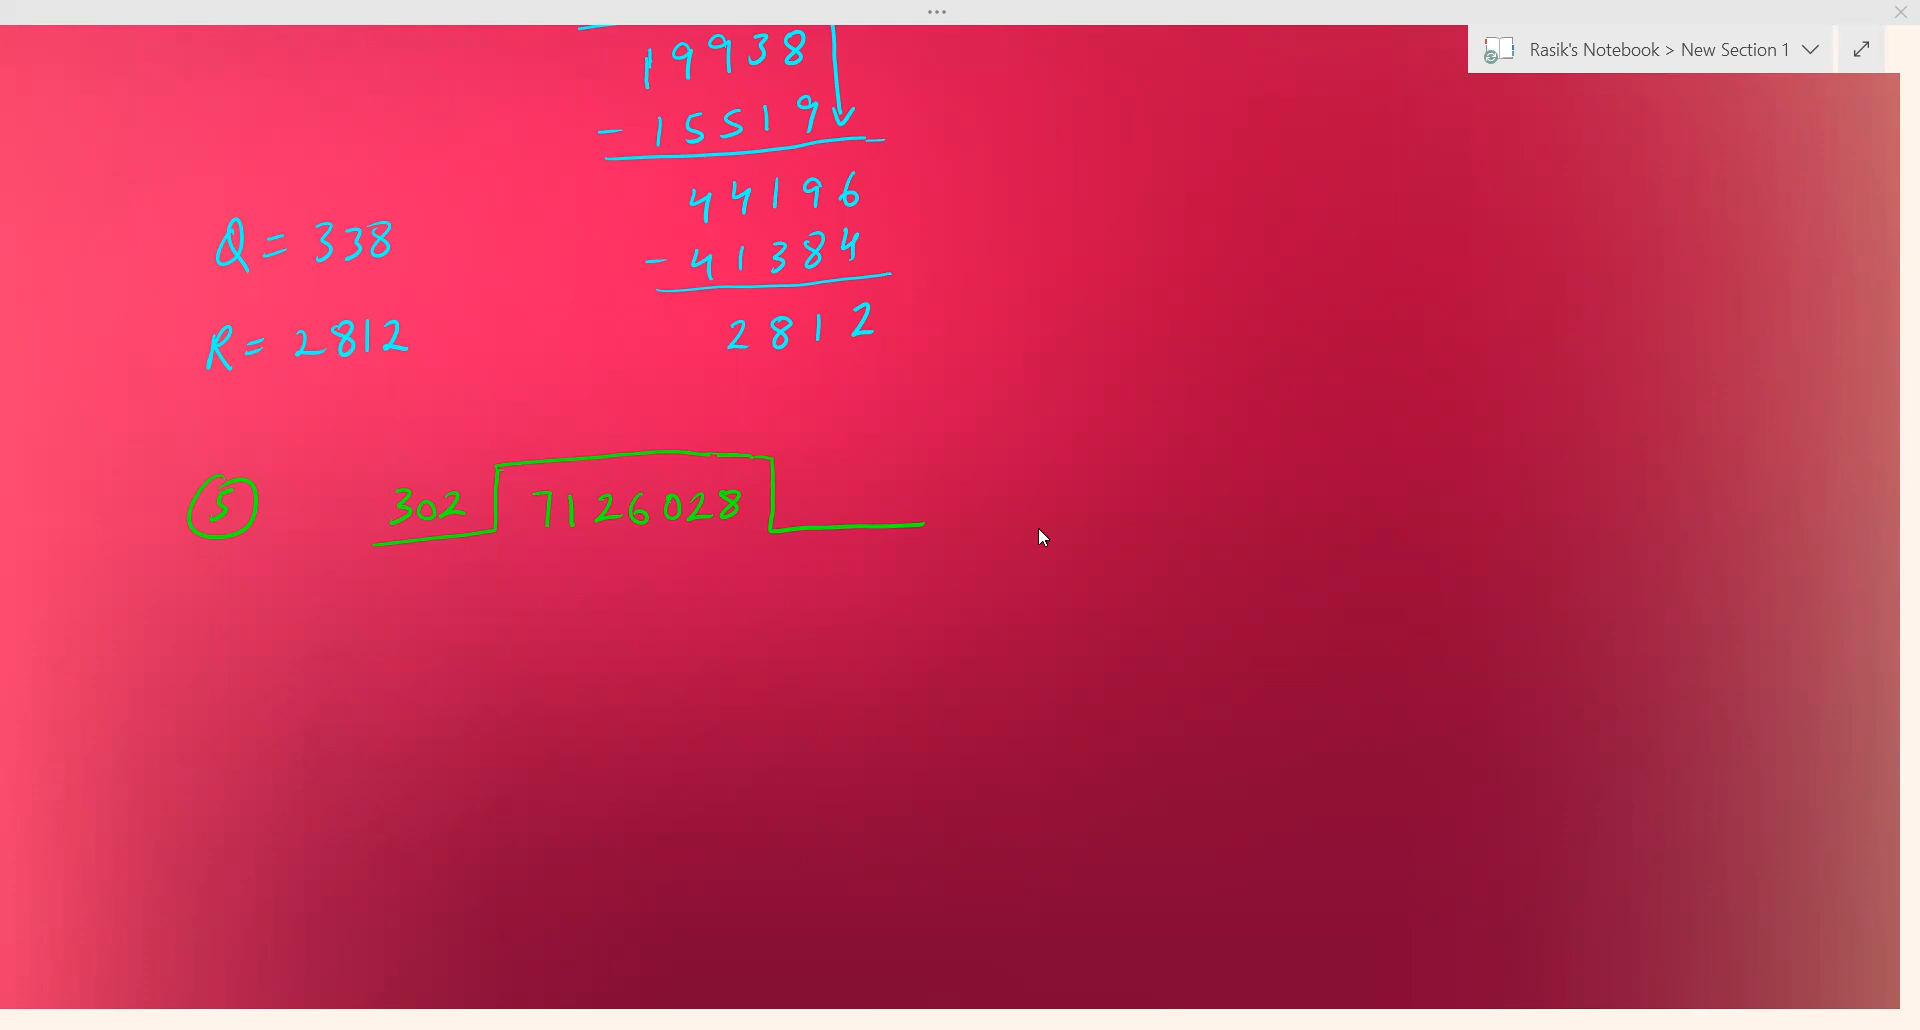 Rasik's Notebook > New Section 1
19938
- 15519
44196
- 41384
2812
Q = 338
R = 2812
5 302 7126028